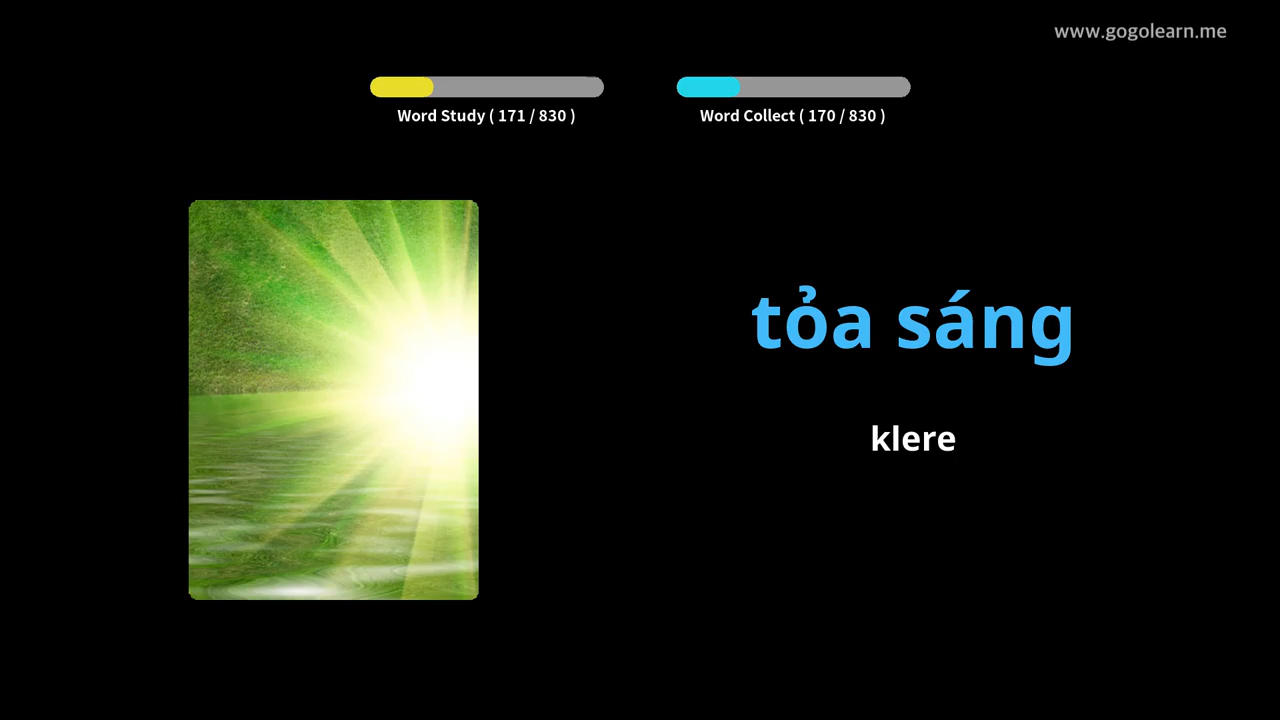 www.gogolearn.me
Word Study ( 171 / 830 )
Word Collect ( 170 / 830 )
tỏa sáng
klere